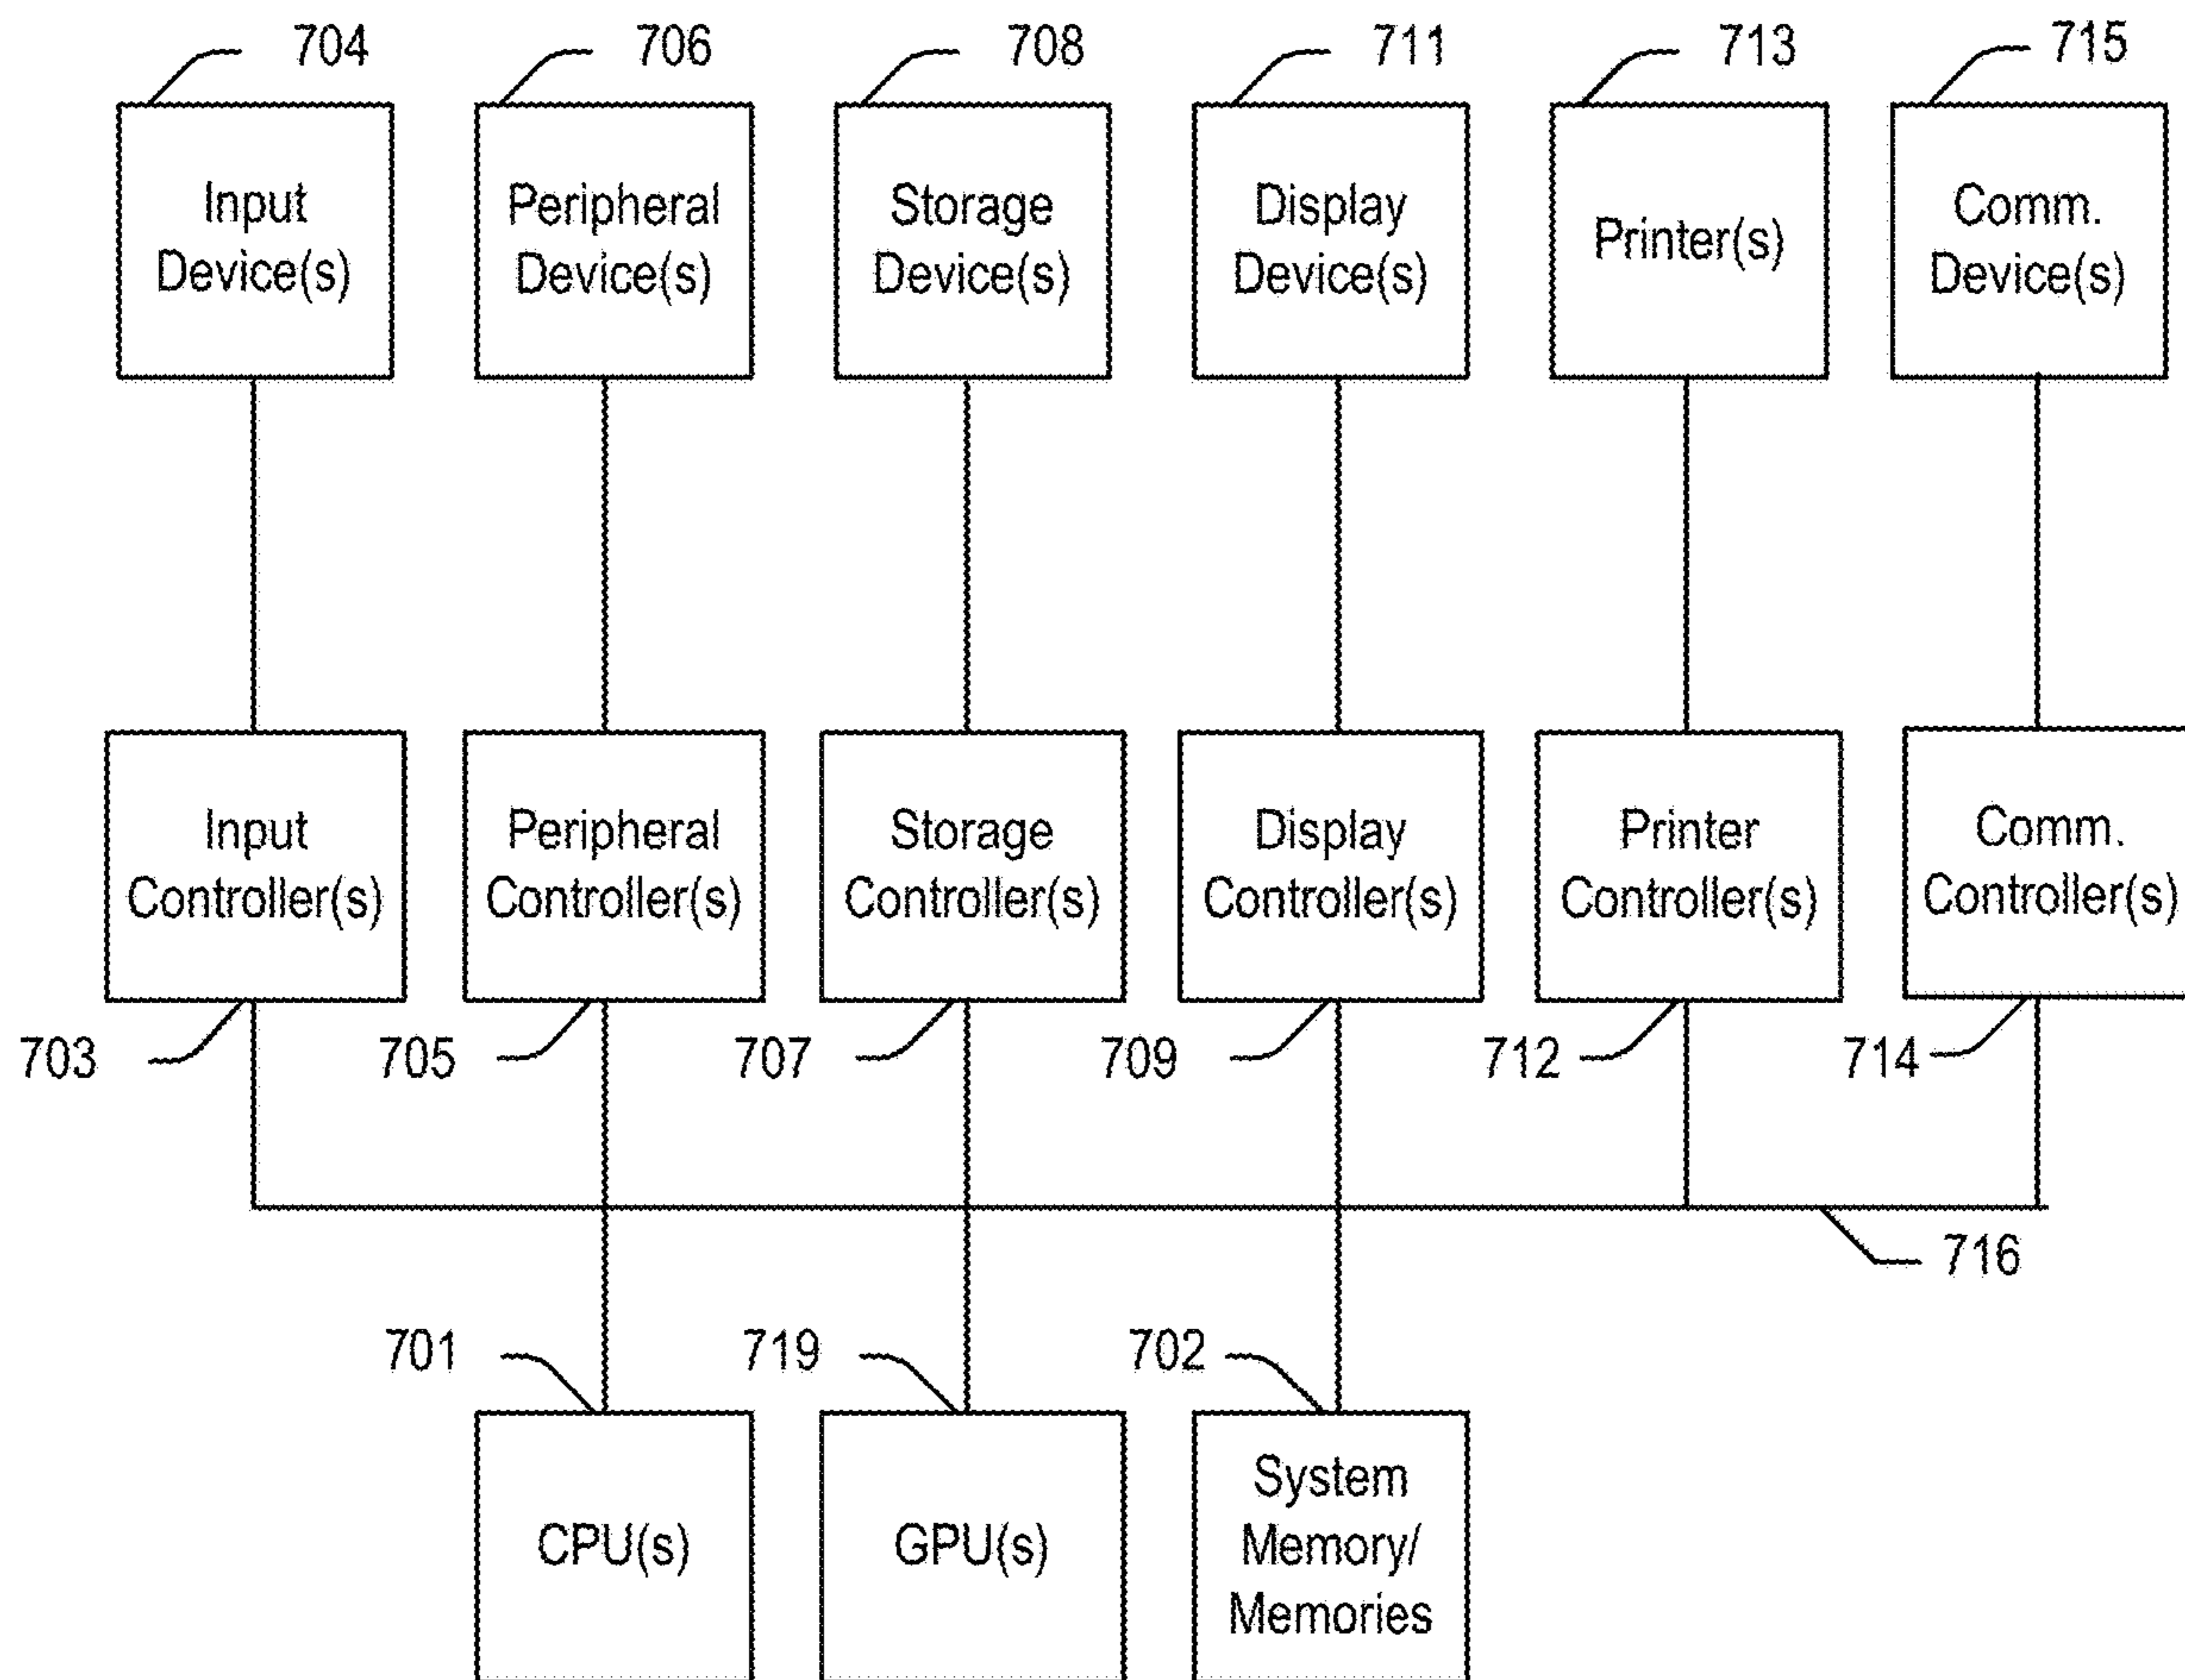 704
706
708
711
713
715
Input
Device(s)
Peripheral
Device(s)
Storage
Device(s)
Display
Device(s)
Printer(s)
Comm.
Device(s)
Input
Controller(s)
Peripheral
Controller(s)
Storage
Controller(s)
Display
Controller(s)
Printer
Controller(s)
Comm.
Controller(s)
703
705
707
709
712
714
716
701
719
702
CPU(s)
GPU(s)
System
Memory/
Memories